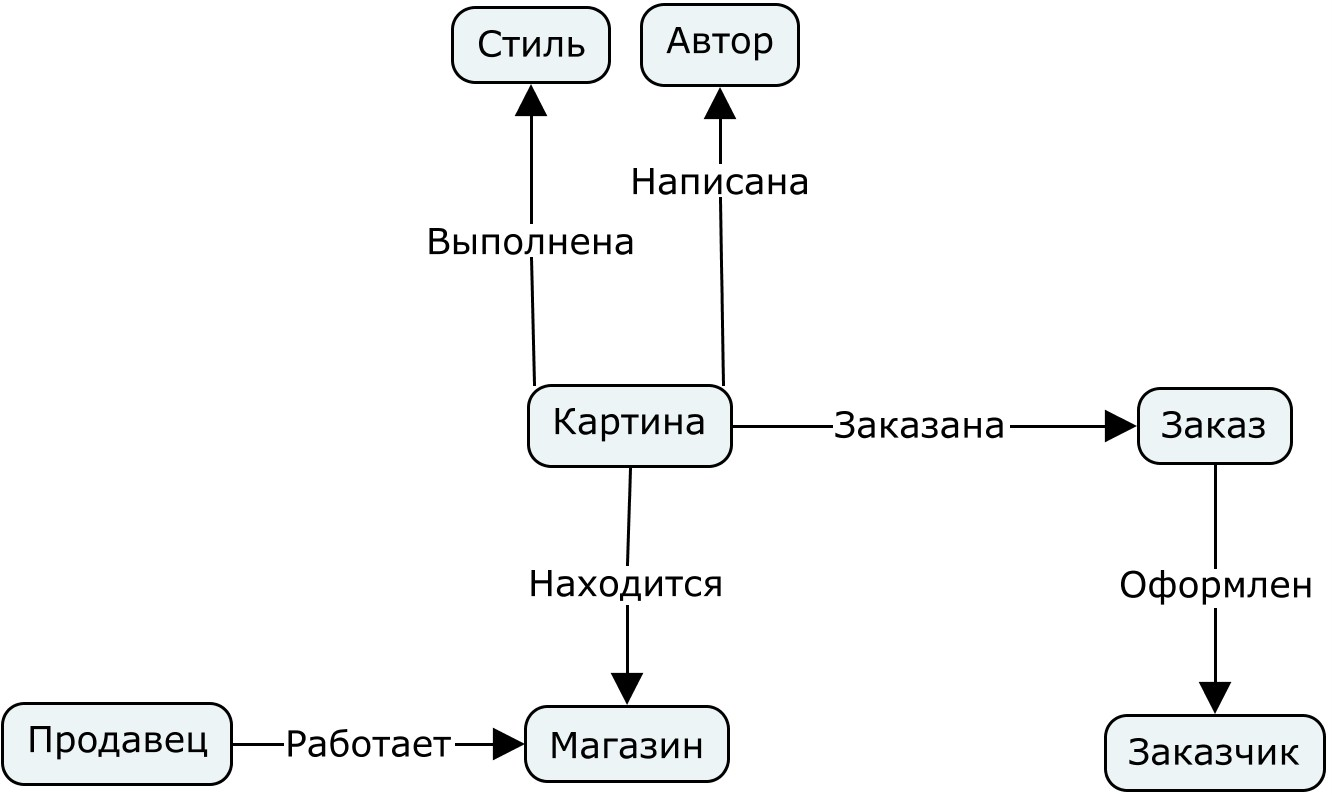 Стиль
Автор
Написана
Выполнена
Картина
Заказана
Заказ
Находится
Оформлен
Продавец
Работает
Магазин
Заказчик